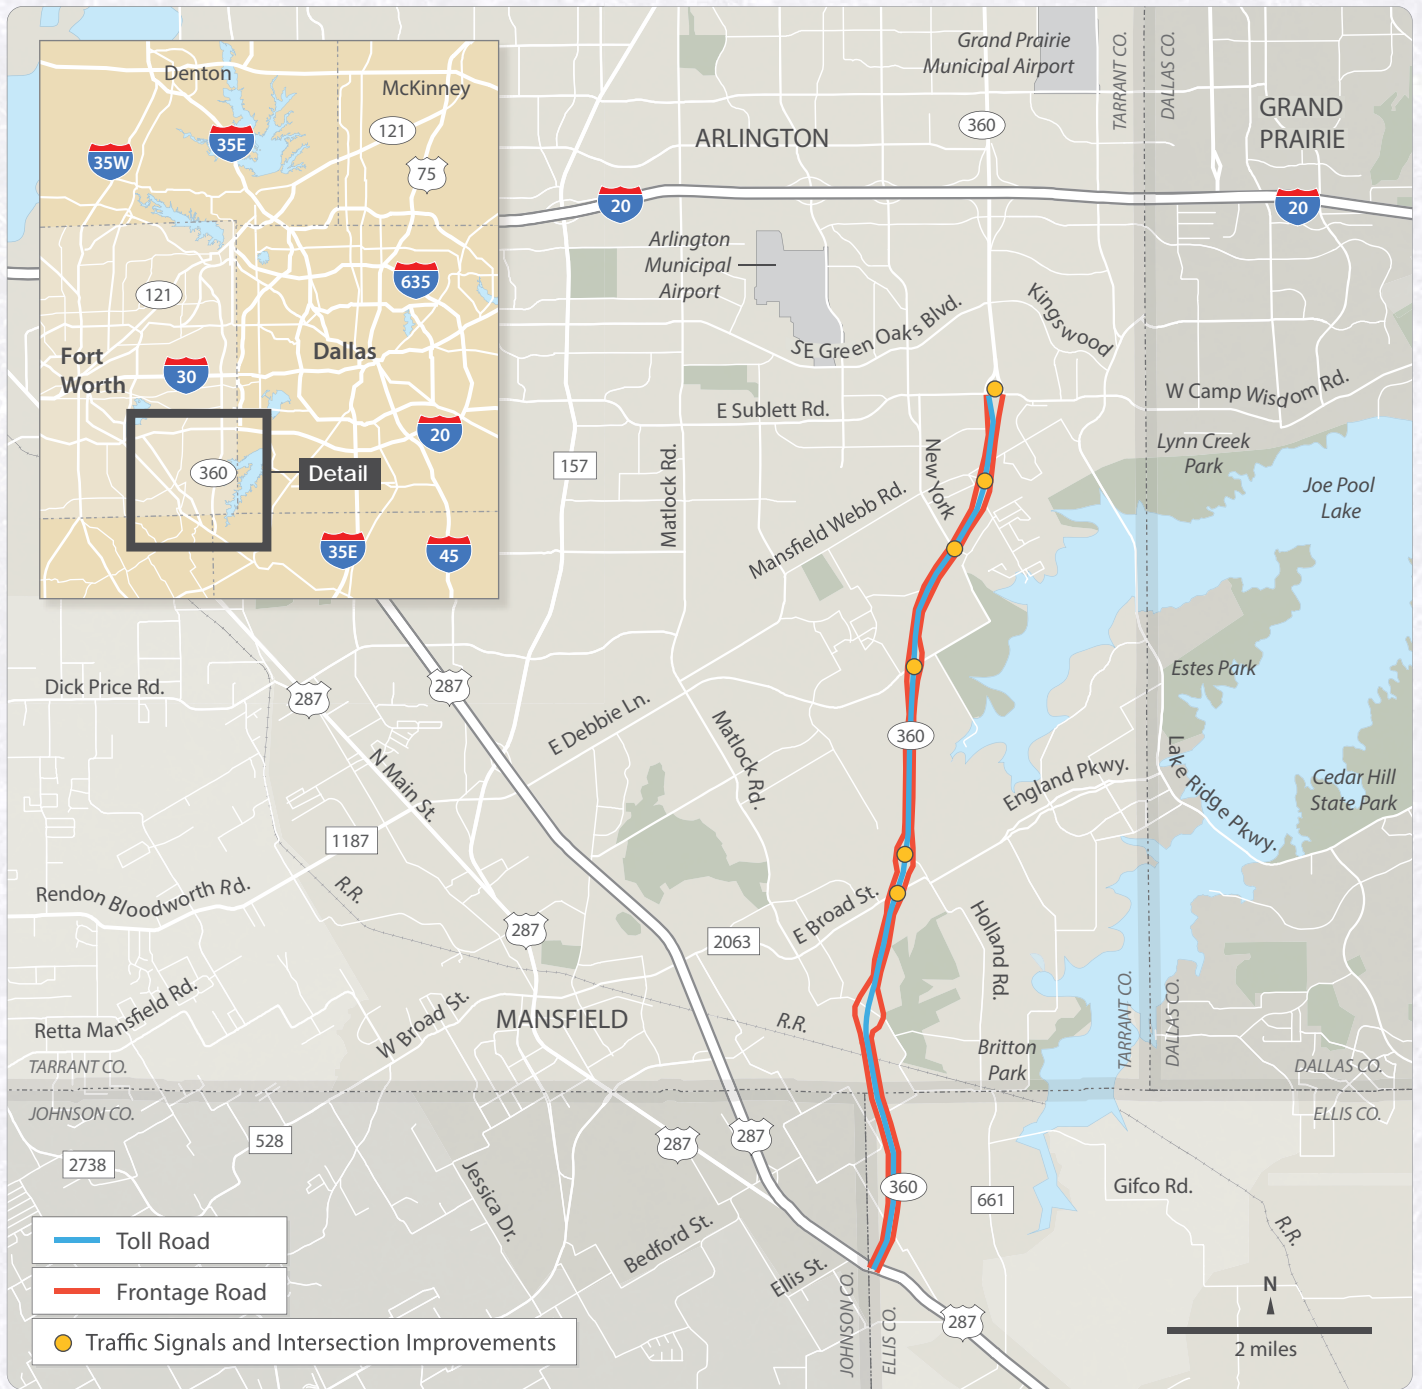 Grand Prairie
Municipal Airport
TARRANT CO.
DALLAS CO.
GRAND
PRAIRIE
ARLINGTON
360
20
20
Arlington
Municipal
Airport
SE Green Oaks Blvd.
Kingswood
W Camp Wisdom Rd.
E Sublett Rd.
Lynn Creek
Park
Joe Pool
Lake
157
Matlock Rd.
New York
Mansfield Webb Rd.
Denton
McKinney
121
35W
35E
75
635
121
Fort
Worth
Dallas
30
20
360
Detail
35E
45
Dick Price Rd.
287
287
Estes Park
E Debbie Ln.
Matlock Rd.
360
N Main St.
England Pkwy.
Lake Ridge Pkwy.
Cedar Hill
State Park
1187
Rendon Bloodworth Rd.
R.R.
287
2063
E Broad St.
Holland Rd.
Retta Mansfield Rd.
W Broad St.
MANSFIELD
R.R.
Britton
Park
TARRANT CO.
DALLAS CO.
TARRANT CO.
DALLAS CO.
JOHNSON CO.
ELLIS CO.
528
2738
287
287
Jessica Dr.
360
661
Gifco Rd.
R.R.
Bedford St.
Ellis St.
JOHNSON CO.
ELLIS CO.
287
Toll Road
Frontage Road
Traffic Signals and Intersection Improvements
N
2 miles